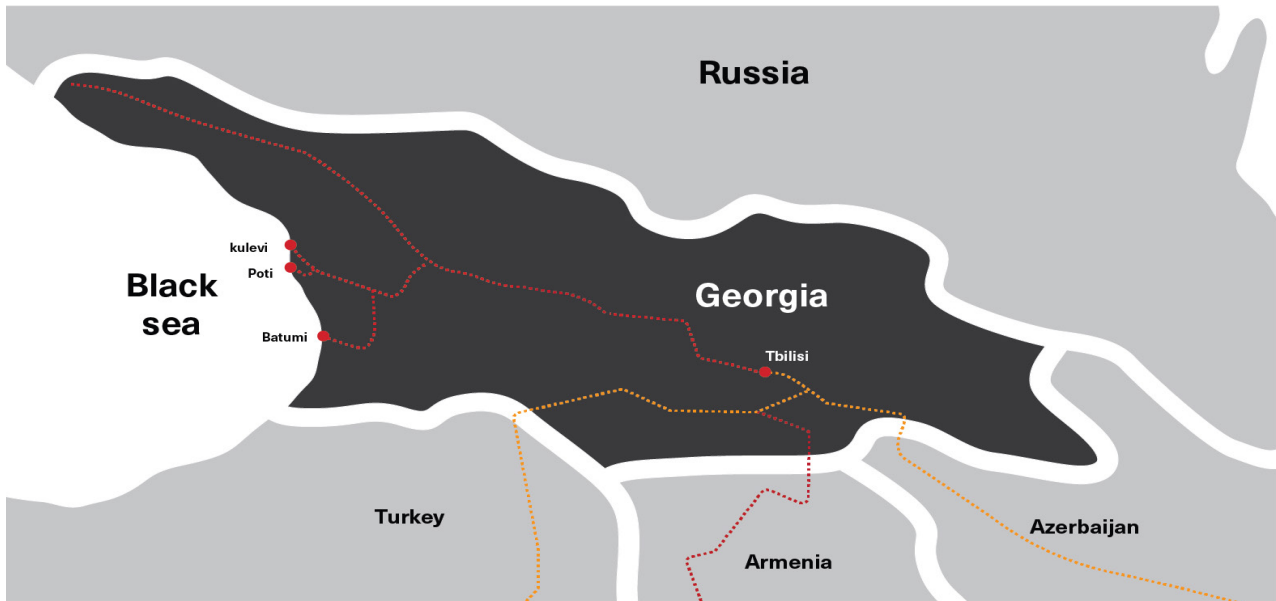 Russia
kulevi
Poti
Black
sea
Georgia
Batumi
Tbilisi
Turkey
Azerbaijan
Armenia